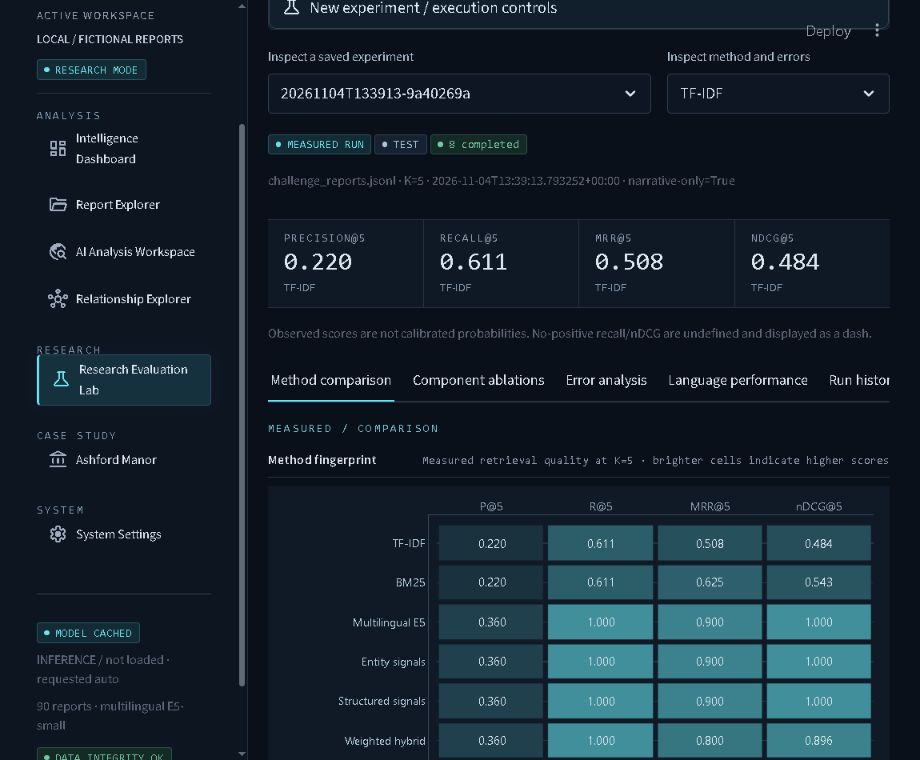 ACTIVE WORKSPACE
LOCAL / FICTIONAL REPORTS
RESEARCH MODE
ANALYSIS
Intelligence
Dashboard
Report Explorer
AI Analysis Workspace
Relationship Explorer
RESEARCH
Research Evaluation
Lab
CASE STUDY
Ashford Manor
SYSTEM
System Settings
MODEL CACHED
INFERENCE / not loaded ·
requested auto
90 reports · multilingual E5-
small
DATA INTEGRITY OK
New experiment / execution controls
Deploy
Inspect a saved experiment
Inspect method and errors
20261104T133913-9a40269a
TF-IDF
MEASURED RUN
TEST
8 completed
challenge_reports.jsonl · K=5 · 2026-11-04T13:39:13.793252+00:00 · narrative-only=True
PRECISION@5
RECALL@5
MRR@5
NDCG@5
0.220
0.611
0.508
0.484
TF-IDF
TF-IDF
TF-IDF
TF-IDF
Observed scores are not calibrated probabilities. No-positive recall/nDCG are undefined and displayed as a dash.
Method comparison
Component ablations
Error analysis
Language performance
Run histor
MEASURED / COMPARISON
Method fingerprint
Measured retrieval quality at K=5 · brighter cells indicate higher scores
P@5 R@5 MRR@5 nDCG@5
TF-IDF 0.220 0.611 0.508 0.484
BM25 0.220 0.611 0.625 0.543
Multilingual E5 0.360 1.000 0.900 1.000
Entity signals 0.360 1.000 0.900 1.000
Structured signals 0.360 1.000 0.900 1.000
Weighted hybrid 0.360 1.000 0.800 0.896